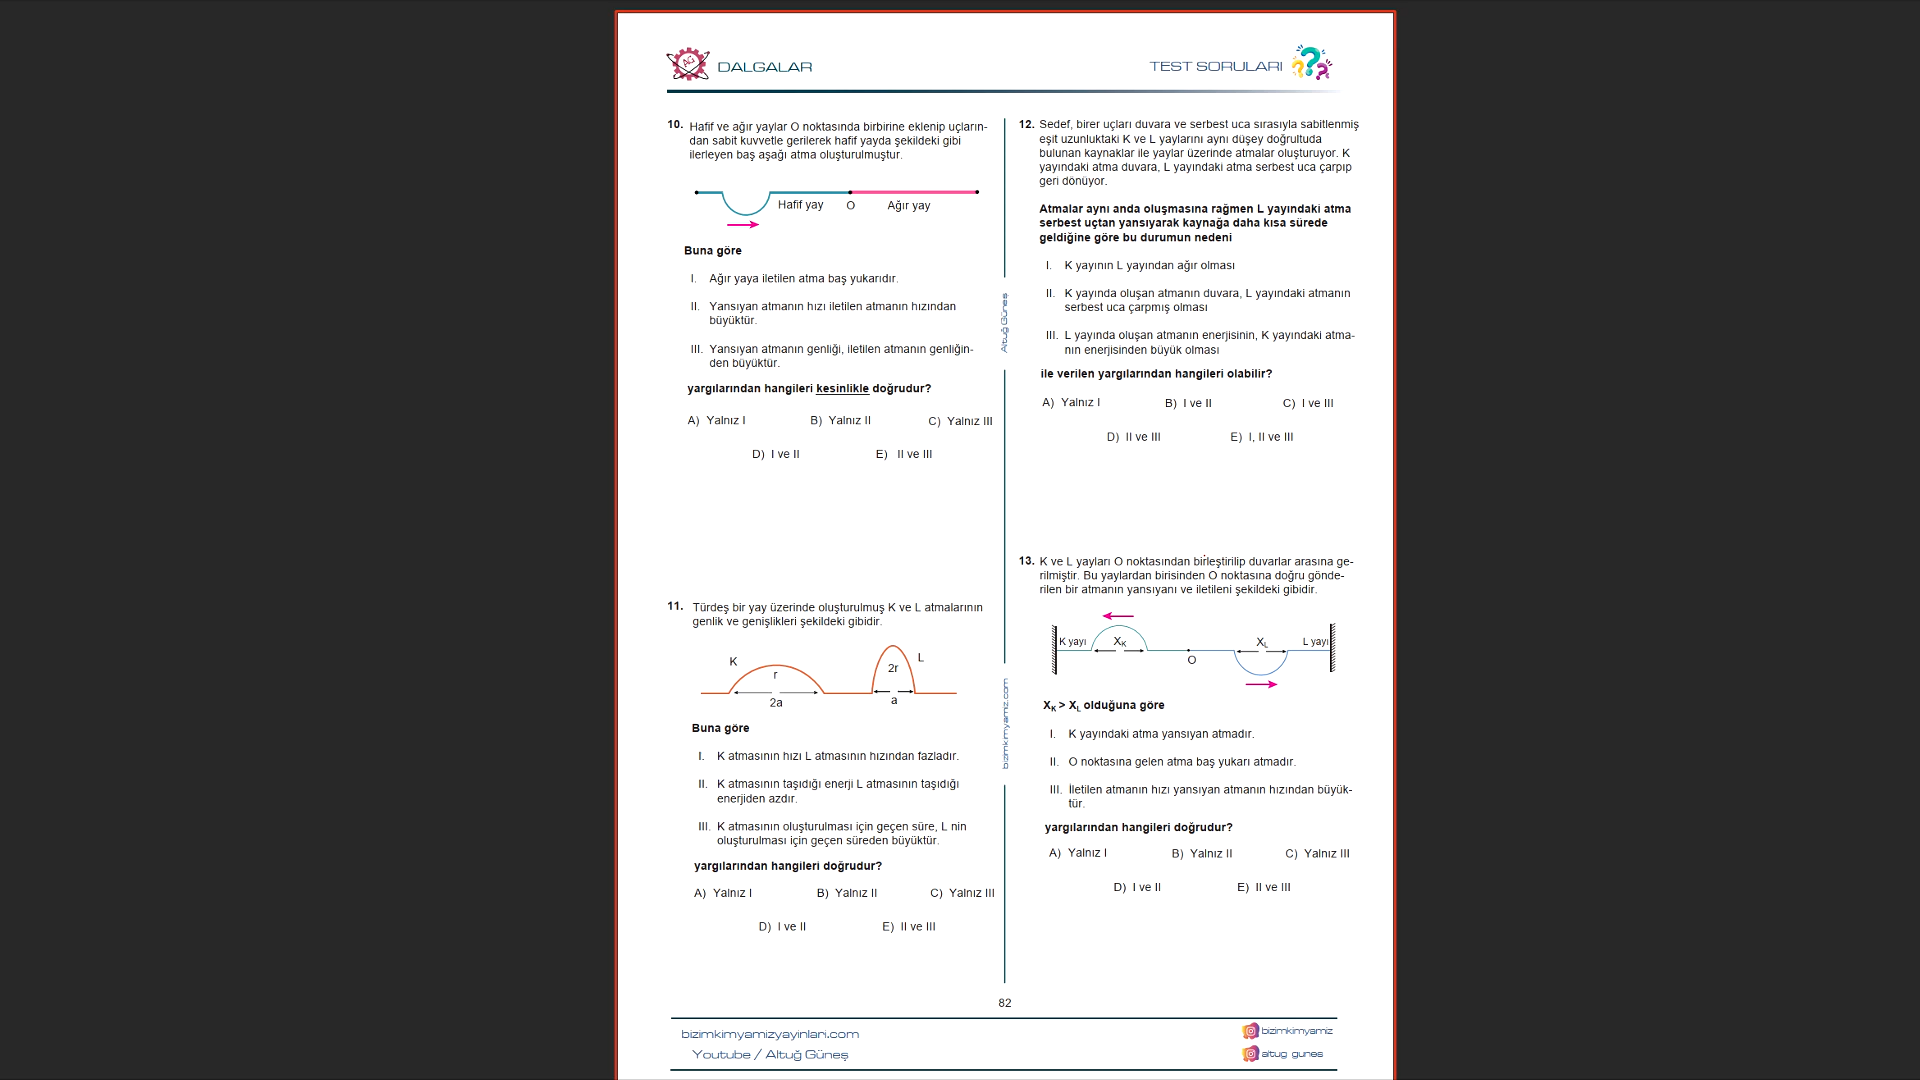 DALGALAR
TEST SORULARI
10. Hafif ve ağır yaylar O noktasında birbirine eklenip uçların-
dan sabit kuvvetle gerilerek hafif yayda şekildeki gibi
ilerleyen baş aşağı atma oluşturulmuştur.
Hafif yay O Ağır yay
Buna göre
I. Ağır yaya iletilen atma baş yukarıdır.
II. Yansıyan atmanın hızı iletilen atmanın hızından
büyüktür.
III. Yansıyan atmanın genliği, iletilen atmanın genliğin-
den büyüktür.
yargılarından hangileri kesinlikle doğrudur?
A) Yalnız I B) Yalnız II C) Yalnız III
D) I ve II E) II ve III
11. Türdeş bir yay üzerinde oluşturulmuş K ve L atmalarının
genlik ve genişlikleri şekildeki gibidir.
K r 2a L 2r a
Buna göre
I. K atmasının hızı L atmasının hızından fazladır.
II. K atmasının taşıdığı enerji L atmasının taşıdığı
enerjiden azdır.
III. K atmasının oluşturulması için geçen süre, L nin
oluşturulması için geçen süreden büyüktür.
yargılarından hangileri doğrudur?
A) Yalnız I B) Yalnız II C) Yalnız III
D) I ve II E) II ve III
Altuğ Güneş
bizimkimyamiz.com
12. Sedef, birer uçları duvara ve serbest uca sırasıyla sabitlenmiş
eşit uzunluktaki K ve L yaylarını aynı düşey doğrultuda
bulunan kaynaklar ile yaylar üzerinde atmalar oluşturuyor. K
yayındaki atma duvara, L yayındaki atma serbest uca çarpıp
geri dönüyor.
Atmalar aynı anda oluşmasına rağmen L yayındaki atma
serbest uçtan yansıyarak kaynağa daha kısa sürede
geldiğine göre bu durumun nedeni
I. K yayının L yayından ağır olması
II. K yayında oluşan atmanın duvara, L yayındaki atmanın
serbest uca çarpmış olması
III. L yayında oluşan atmanın enerjisinin, K yayındaki atma-
nın enerjisinden büyük olması
ile verilen yargılarından hangileri olabilir?
A) Yalnız I B) I ve II C) I ve III
D) II ve III E) I, II ve III
13. K ve L yayları O noktasından birleştirilip duvarlar arasına ge-
rilmiştir. Bu yaylardan birisinden O noktasına doğru gönde-
rilen bir atmanın yansıyanı ve iletileni şekildeki gibidir.
K yayı XK O XL L yayı
XK > XL olduğuna göre
I. K yayındaki atma yansıyan atmadır.
II. O noktasına gelen atma baş yukarı atmadır.
III. İletilen atmanın hızı yansıyan atmanın hızından büyük-
tür.
yargılarından hangileri doğrudur?
A) Yalnız I B) Yalnız II C) Yalnız III
D) I ve II E) II ve III
82
bizimkimyamizyayinlari.com
Youtube / Altuğ Güneş
bizimkimyamiz
altug gunes